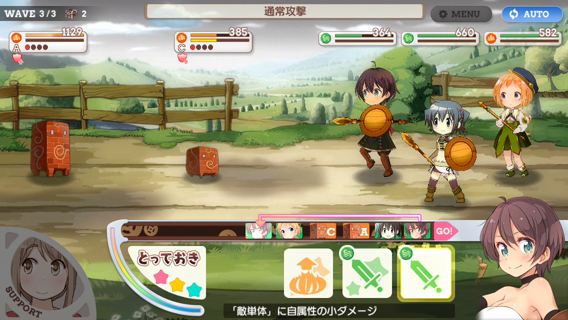 WAVE 3/3 2
通常攻撃
MENU
AUTO
1129
385
364
660
582
A
C
C
A
GO!
とっておき
SUPPORT
「敵単体」に自属性の小ダメージ